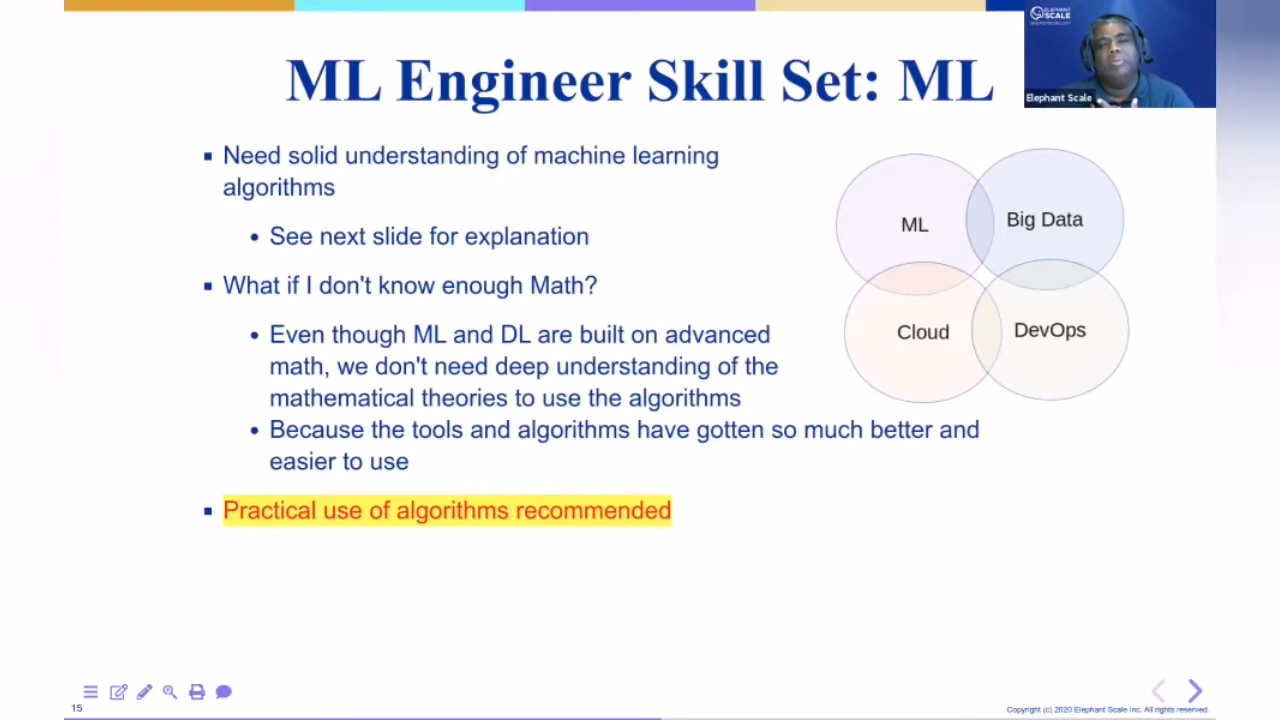 ELEPHANT
SCALE
elephantscale.com
ML Engineer Skill Set: ML
Elephant Scale
Need solid understanding of machine learning
algorithms
See next slide for explanation
What if I don't know enough Math?
Even though ML and DL are built on advanced
math, we don't need deep understanding of the
mathematical theories to use the algorithms
Because the tools and algorithms have gotten so much better and
easier to use
Practical use of algorithms recommended
ML
Big Data
Cloud
DevOps
15
Copyright (c) 2020 Elephant Scale Inc. All rights reserved.